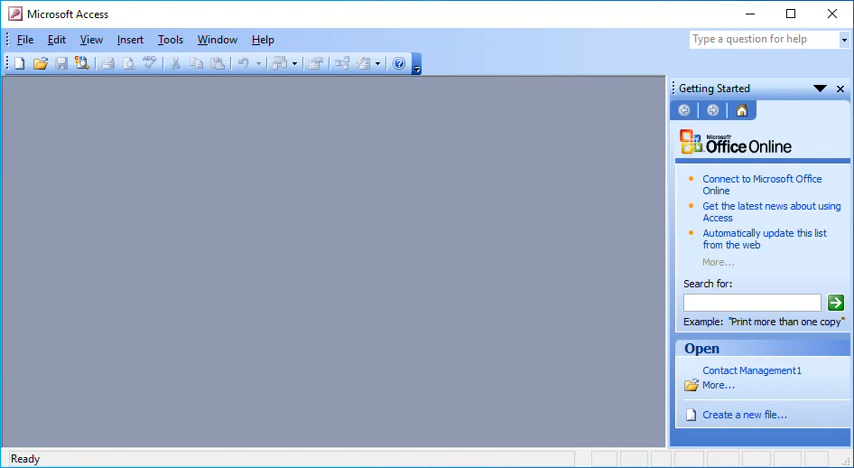 Microsoft Access
File Edit View Insert Tools Window Help
Type a question for help
Getting Started
Microsoft
Office Online
Connect to Microsoft Office
Online
Get the latest news about using
Access
Automatically update this list
from the web
More...
Search for:
Example: "Print more than one copy"
Open
Contact Management1
More...
Create a new file...
Ready